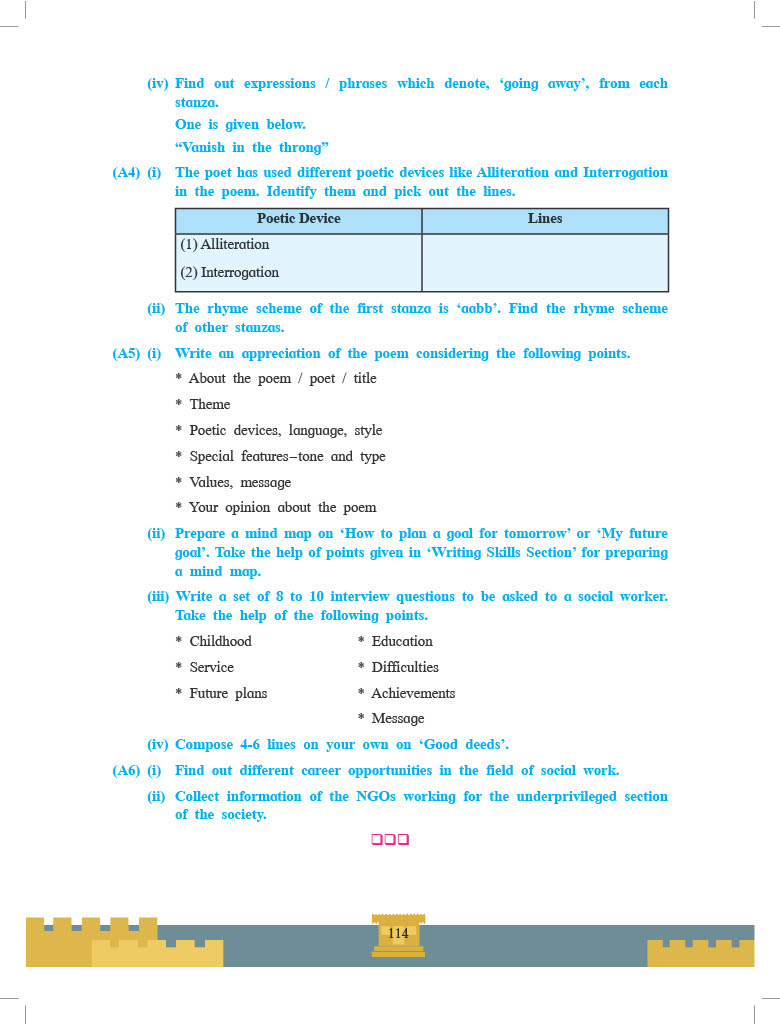 (iv) Find out expressions / phrases which denote, ‘going away’, from each
stanza.
One is given below.
“Vanish in the throng”
(A4) (i) The poet has used different poetic devices like Alliteration and Interrogation
in the poem. Identify them and pick out the lines.
Poetic Device Lines
(1) Alliteration
(2) Interrogation
(ii) The rhyme scheme of the first stanza is ‘aabb’. Find the rhyme scheme
of other stanzas.
(A5) (i) Write an appreciation of the poem considering the following points.
* About the poem / poet / title
* Theme
* Poetic devices, language, style
* Special features–tone and type
* Values, message
* Your opinion about the poem
(ii) Prepare a mind map on ‘How to plan a goal for tomorrow’ or ‘My future
goal’. Take the help of points given in ‘Writing Skills Section’ for preparing
a mind map.
(iii) Write a set of 8 to 10 interview questions to be asked to a social worker.
Take the help of the following points.
* Childhood * Education
* Service * Difficulties
* Future plans * Achievements
* Message
(iv) Compose 4-6 lines on your own on ‘Good deeds’.
(A6) (i) Find out different career opportunities in the field of social work.
(ii) Collect information of the NGOs working for the underprivileged section
of the society.
114